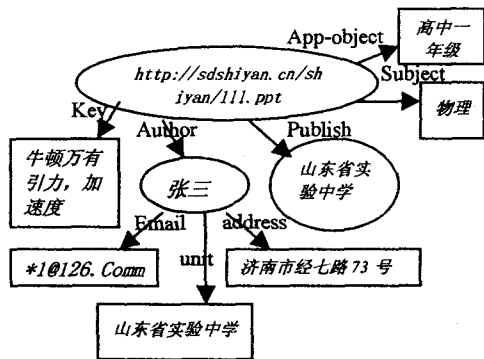 App-object
高中一
年级
http://sdshiyan.cn/sh
iyan/111.ppt
Subject
物理
Key
Author
Publish
牛顿万有
引力，加
速度
张三
山东省实
验中学
Email
address
unit
*1@126.Comm
济南市经七路73号
山东省实验中学